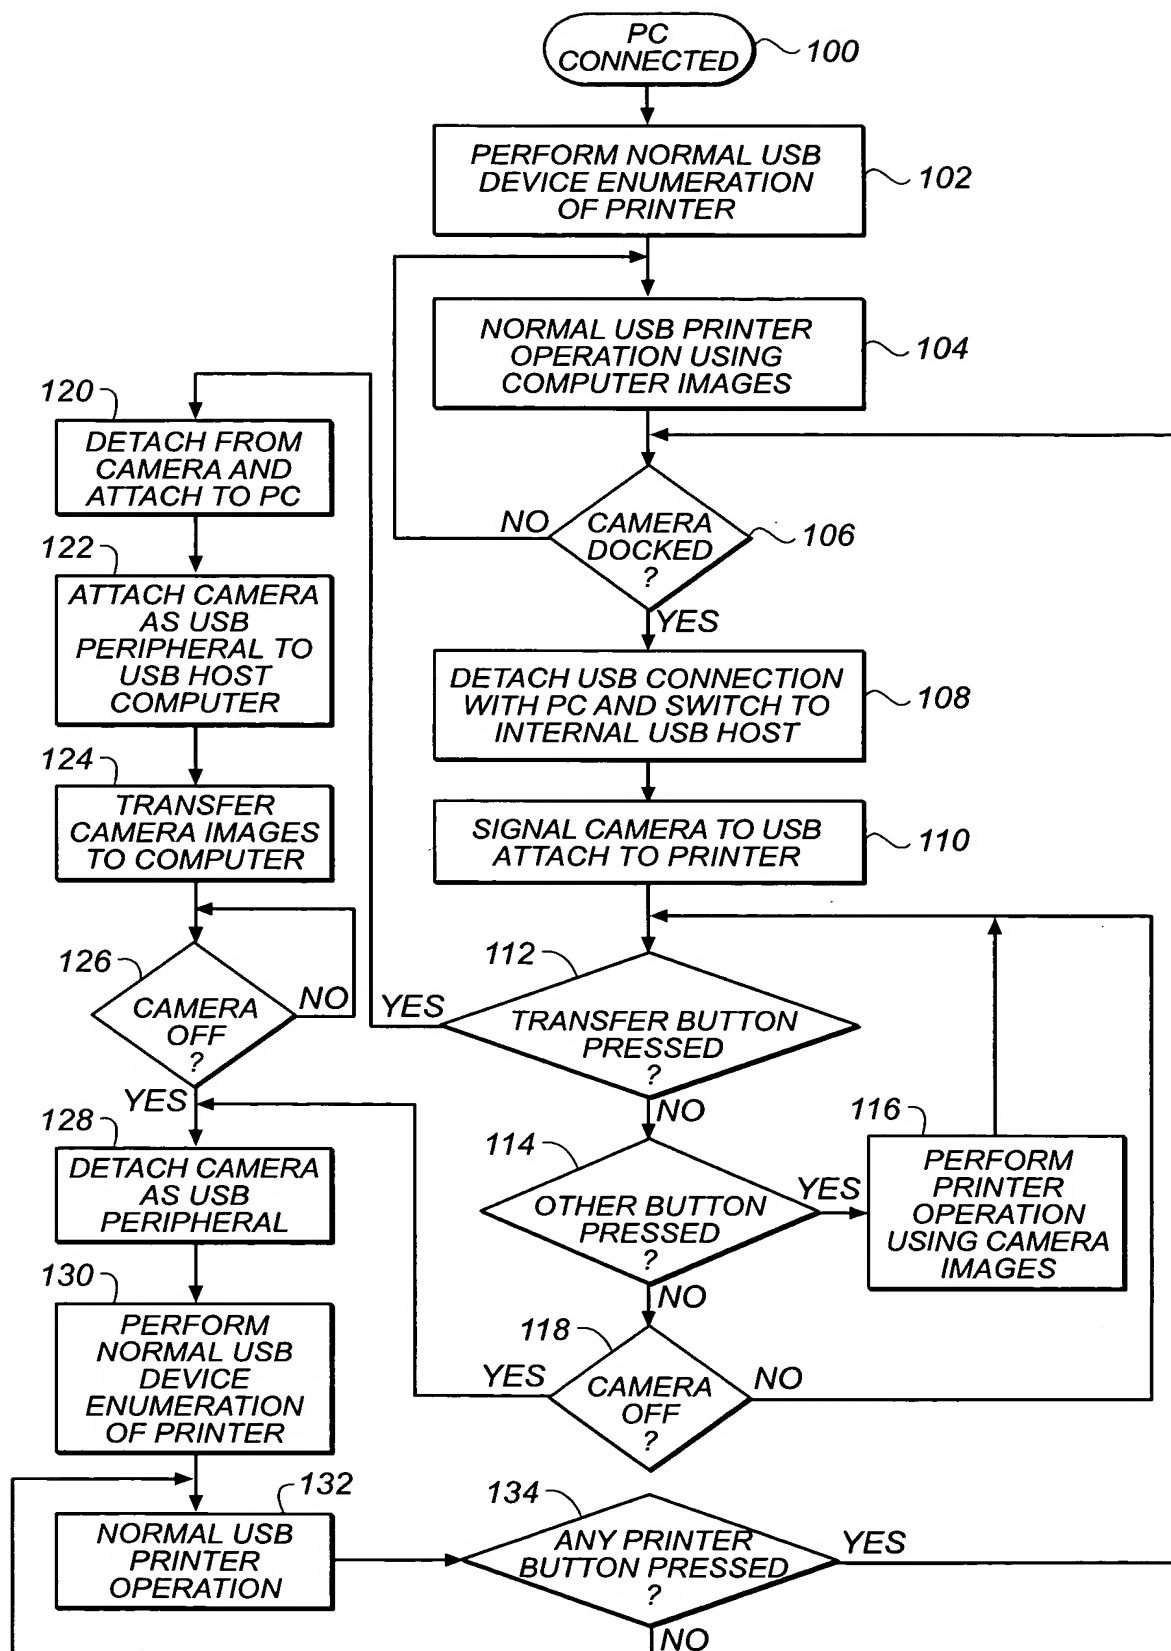 PC
CONNECTED
100
PERFORM NORMAL USB
DEVICE ENUMERATION
OF PRINTER
102
NORMAL USB PRINTER
OPERATION USING
COMPUTER IMAGES
104
CAMERA
DOCKED
?
106
NO
YES
DETACH USB CONNECTION
WITH PC AND SWITCH TO
INTERNAL USB HOST
108
SIGNAL CAMERA TO USB
ATTACH TO PRINTER
110
112
TRANSFER BUTTON
PRESSED
?
YES
NO
114
OTHER BUTTON
PRESSED
?
YES
NO
116
PERFORM
PRINTER
OPERATION
USING CAMERA
IMAGES
118
CAMERA
OFF
?
YES
NO
120
DETACH FROM
CAMERA AND
ATTACH TO PC
122
ATTACH CAMERA
AS USB
PERIPHERAL TO
USB HOST
COMPUTER
124
TRANSFER
CAMERA IMAGES
TO COMPUTER
126
CAMERA
OFF
?
NO
YES
128
DETACH CAMERA
AS USB
PERIPHERAL
130
PERFORM
NORMAL USB
DEVICE
ENUMERATION
OF PRINTER
132
NORMAL USB
PRINTER
OPERATION
134
ANY PRINTER
BUTTON PRESSED
?
YES
NO